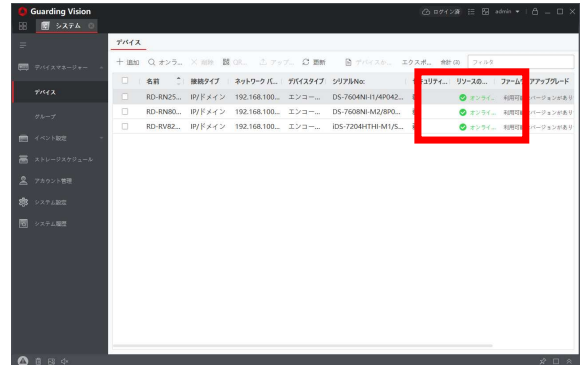 Guarding Vision
ログイン済 admin
システム
デバイス
追加 オンラ... 削除 QR... アップ... 更新 デバイスか... エクスポ... 合計 (3) フィルタ
デバイスマネージャー
名前 接続タイプ ネットワーク パ... デバイスタイプ シリアルNo: セキュリティ... リソースの... ファームウェアアップグレード
デバイス
RD-RN25... IP/ドメイン 192.168.100... エンコー... DS-7604NI-I1/4P042... オンライ... 利用可能 バージョンがあり
RD-RN80... IP/ドメイン 192.168.100... エンコー... DS-7608NI-M2/8P0... オンライ... 利用可能 バージョンがあり
グループ
RD-RV82... IP/ドメイン 192.168.100... エンコー... iDS-7204HTHI-M1/S... オンライ... 利用可能 バージョンがあり
イベント設定
ストレージスケジュール
アカウント管理
システム設定
システム履歴